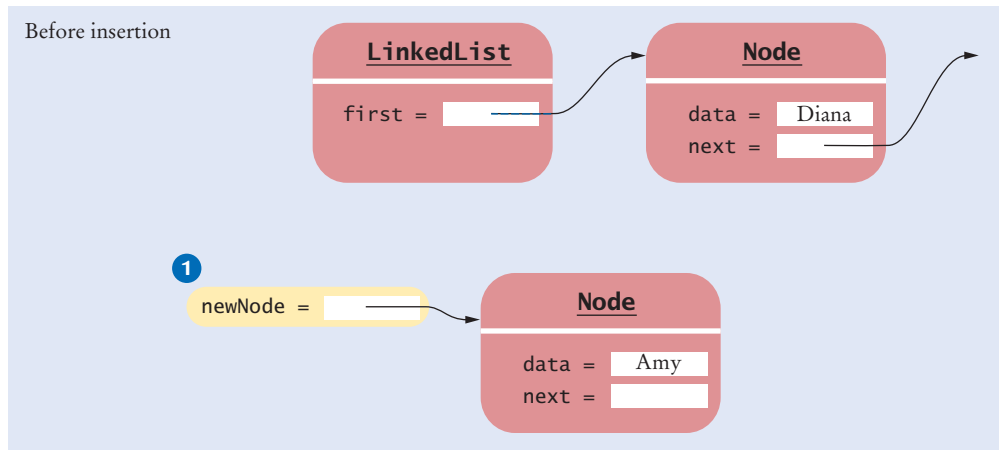 Before insertion
LinkedList
first =
Node
data = Diana
next =
1
newNode =
Node
data = Amy
next =